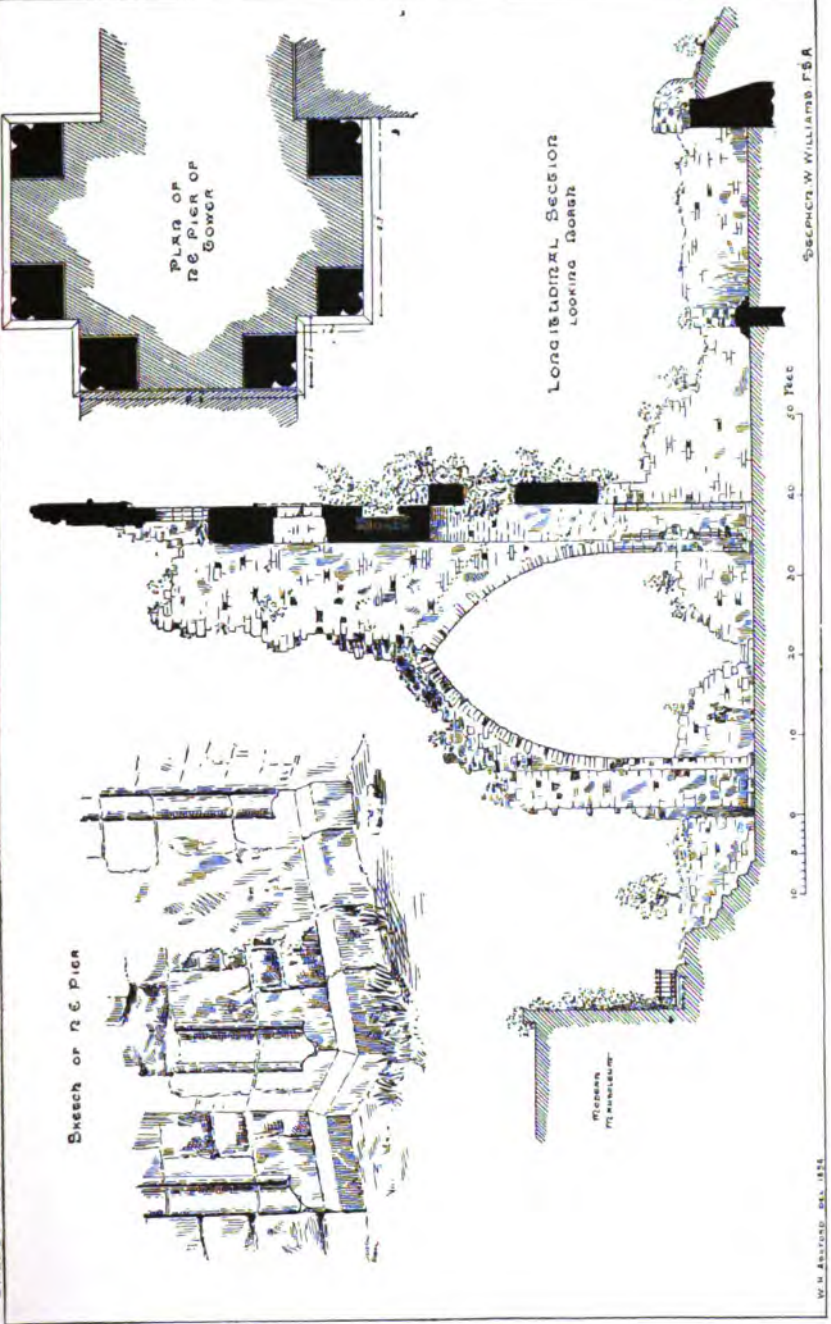 SKETCH OF N E PIER
PLAN OF
N E PIER OF
TOWER
LONGITUDINAL SECTION
LOOKING NORTH
MODERN
MAUSOLEUM
10 5 0 10 20 30 40 50 FEET
W. H. ASHFORD DEL 1894
STEPHEN. W. WILLIAMS. F S A